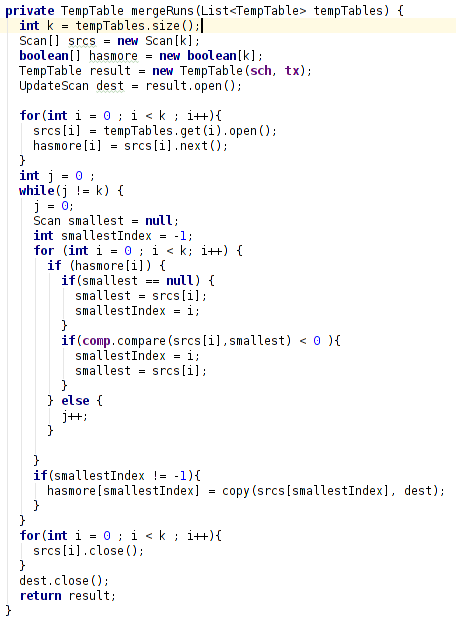 private TempTable mergeRuns(List<TempTable> tempTables) {
int k = tempTables.size();
Scan[] srcs = new Scan[k];
boolean[] hasmore = new boolean[k];
TempTable result = new TempTable(sch, tx);
UpdateScan dest = result.open();
for(int i = 0 ; i < k ; i++){
srcs[i] = tempTables.get(i).open();
hasmore[i] = srcs[i].next();
}
int j = 0 ;
while(j != k) {
j = 0;
Scan smallest = null;
int smallestIndex = -1;
for (int i = 0 ; i < k; i++) {
if (hasmore[i]) {
if(smallest == null) {
smallest = srcs[i];
smallestIndex = i;
}
if(comp.compare(srcs[i],smallest) < 0 ){
smallestIndex = i;
smallest = srcs[i];
}
} else {
j++;
}
}
if(smallestIndex != -1){
hasmore[smallestIndex] = copy(srcs[smallestIndex], dest);
}
}
for(int i = 0 ; i < k ; i++){
srcs[i].close();
}
dest.close();
return result;
}